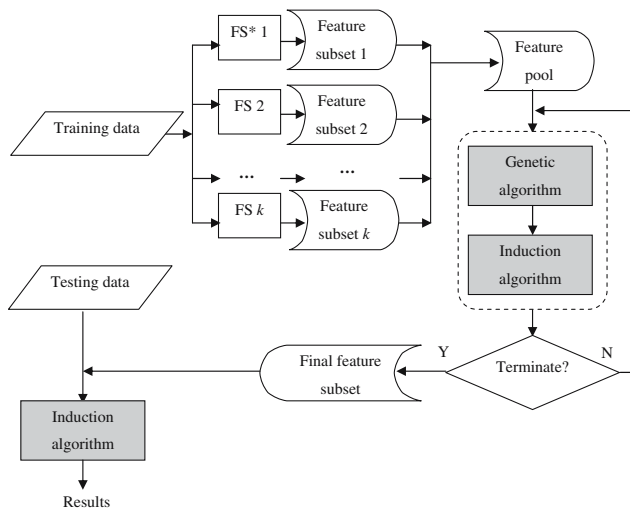 FS* 1
Feature
subset 1
Feature
pool
FS 2
Feature
subset 2
Training data
...
...
Genetic
algorithm
FS k
Feature
subset k
Induction
algorithm
Testing data
Y
N
Terminate?
Final feature
subset
Induction
algorithm
Results